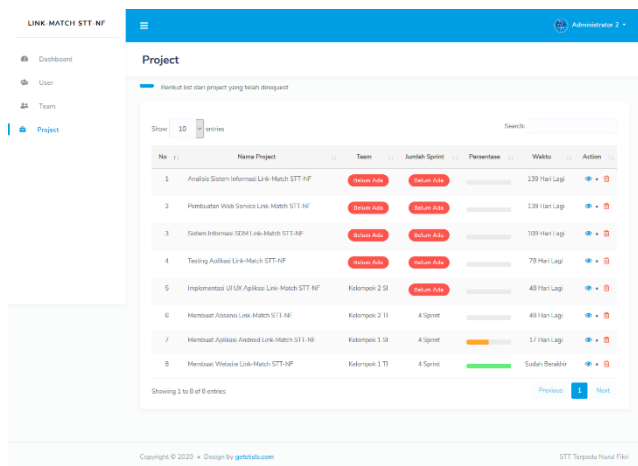 LINK-MATCH STT-NF
Administrator 2
Dashboard
User
Team
Project
Project
Berikut list dari project yang telah direquest
Show 10 entries
Search:
No Nama Project Team Jumlah Sprint Persentase Waktu Action
1 Analisis Sistem Informasi Link-Match STT-NF Belum Ada Belum Ada 139 Hari Lagi
2 Pembuatan Web Service Link-Match STT-NF Belum Ada Belum Ada 139 Hari Lagi
3 Sistem Informasi SDM Link-Match STT-NF Belum Ada Belum Ada 109 Hari Lagi
4 Testing Aplikasi Link-Match STT-NF Belum Ada Belum Ada 78 Hari Lagi
5 Implementasi UI UX Aplikasi Link-Match STT-NF Kelompok 2 SI Belum Ada 48 Hari Lagi
6 Membuat Absensi Link-Match STT-NF Kelompok 2 TI 4 Sprint 48 Hari Lagi
7 Membuat Aplikasi Android Link-Match STT-NF Kelompok 1 SI 4 Sprint 17 Hari Lagi
8 Membuat Website Link-Match STT-NF Kelompok 1 TI 4 Sprint Sudah Berakhir
Showing 1 to 8 of 8 entries
Previous 1 Next
Copyright © 2020 • Design by getstisla.com
STT Terpadu Nurul Fikri